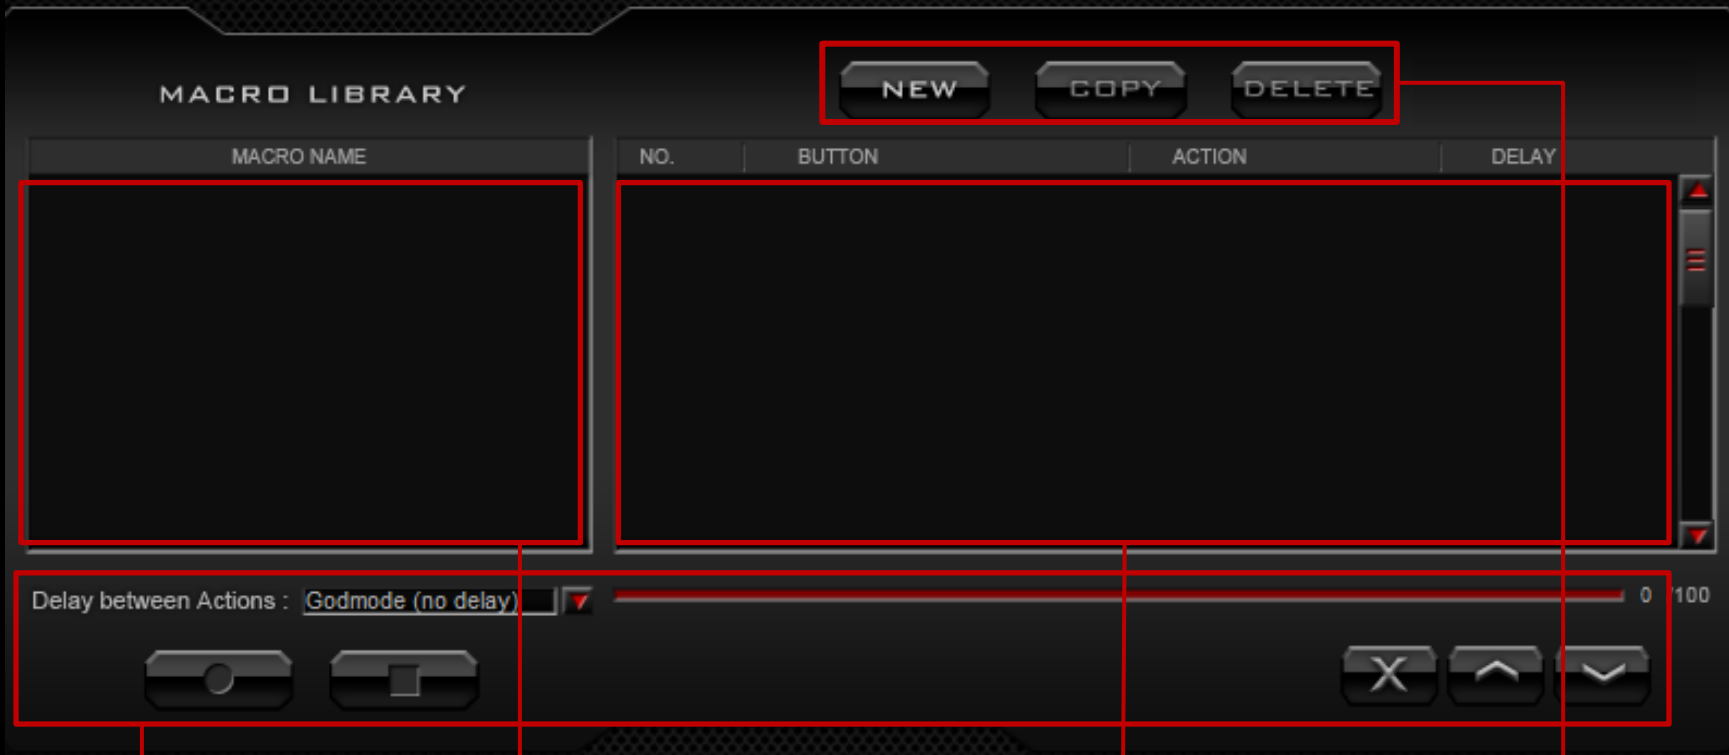 MACRO LIBRARY
NEW COPY DELETE
MACRO NAME
NO. BUTTON ACTION DELAY
Delay between Actions : Godmode (no delay)
0 /100
X